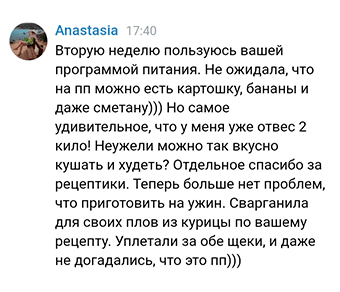 Anastasia 17:40
Вторую неделю пользуюсь вашей
программой питания. Не ожидала, что
на пп можно есть картошку, бананы и
даже сметану))) Но самое
удивительное, что у меня уже отвес 2
кило! Неужели можно так вкусно
кушать и худеть? Отдельное спасибо за
рецептики. Теперь больше нет проблем,
что приготовить на ужин. Сварганила
для своих плов из курицы по вашему
рецепту. Уплетали за обе щеки, и даже
не догадались, что это пп)))